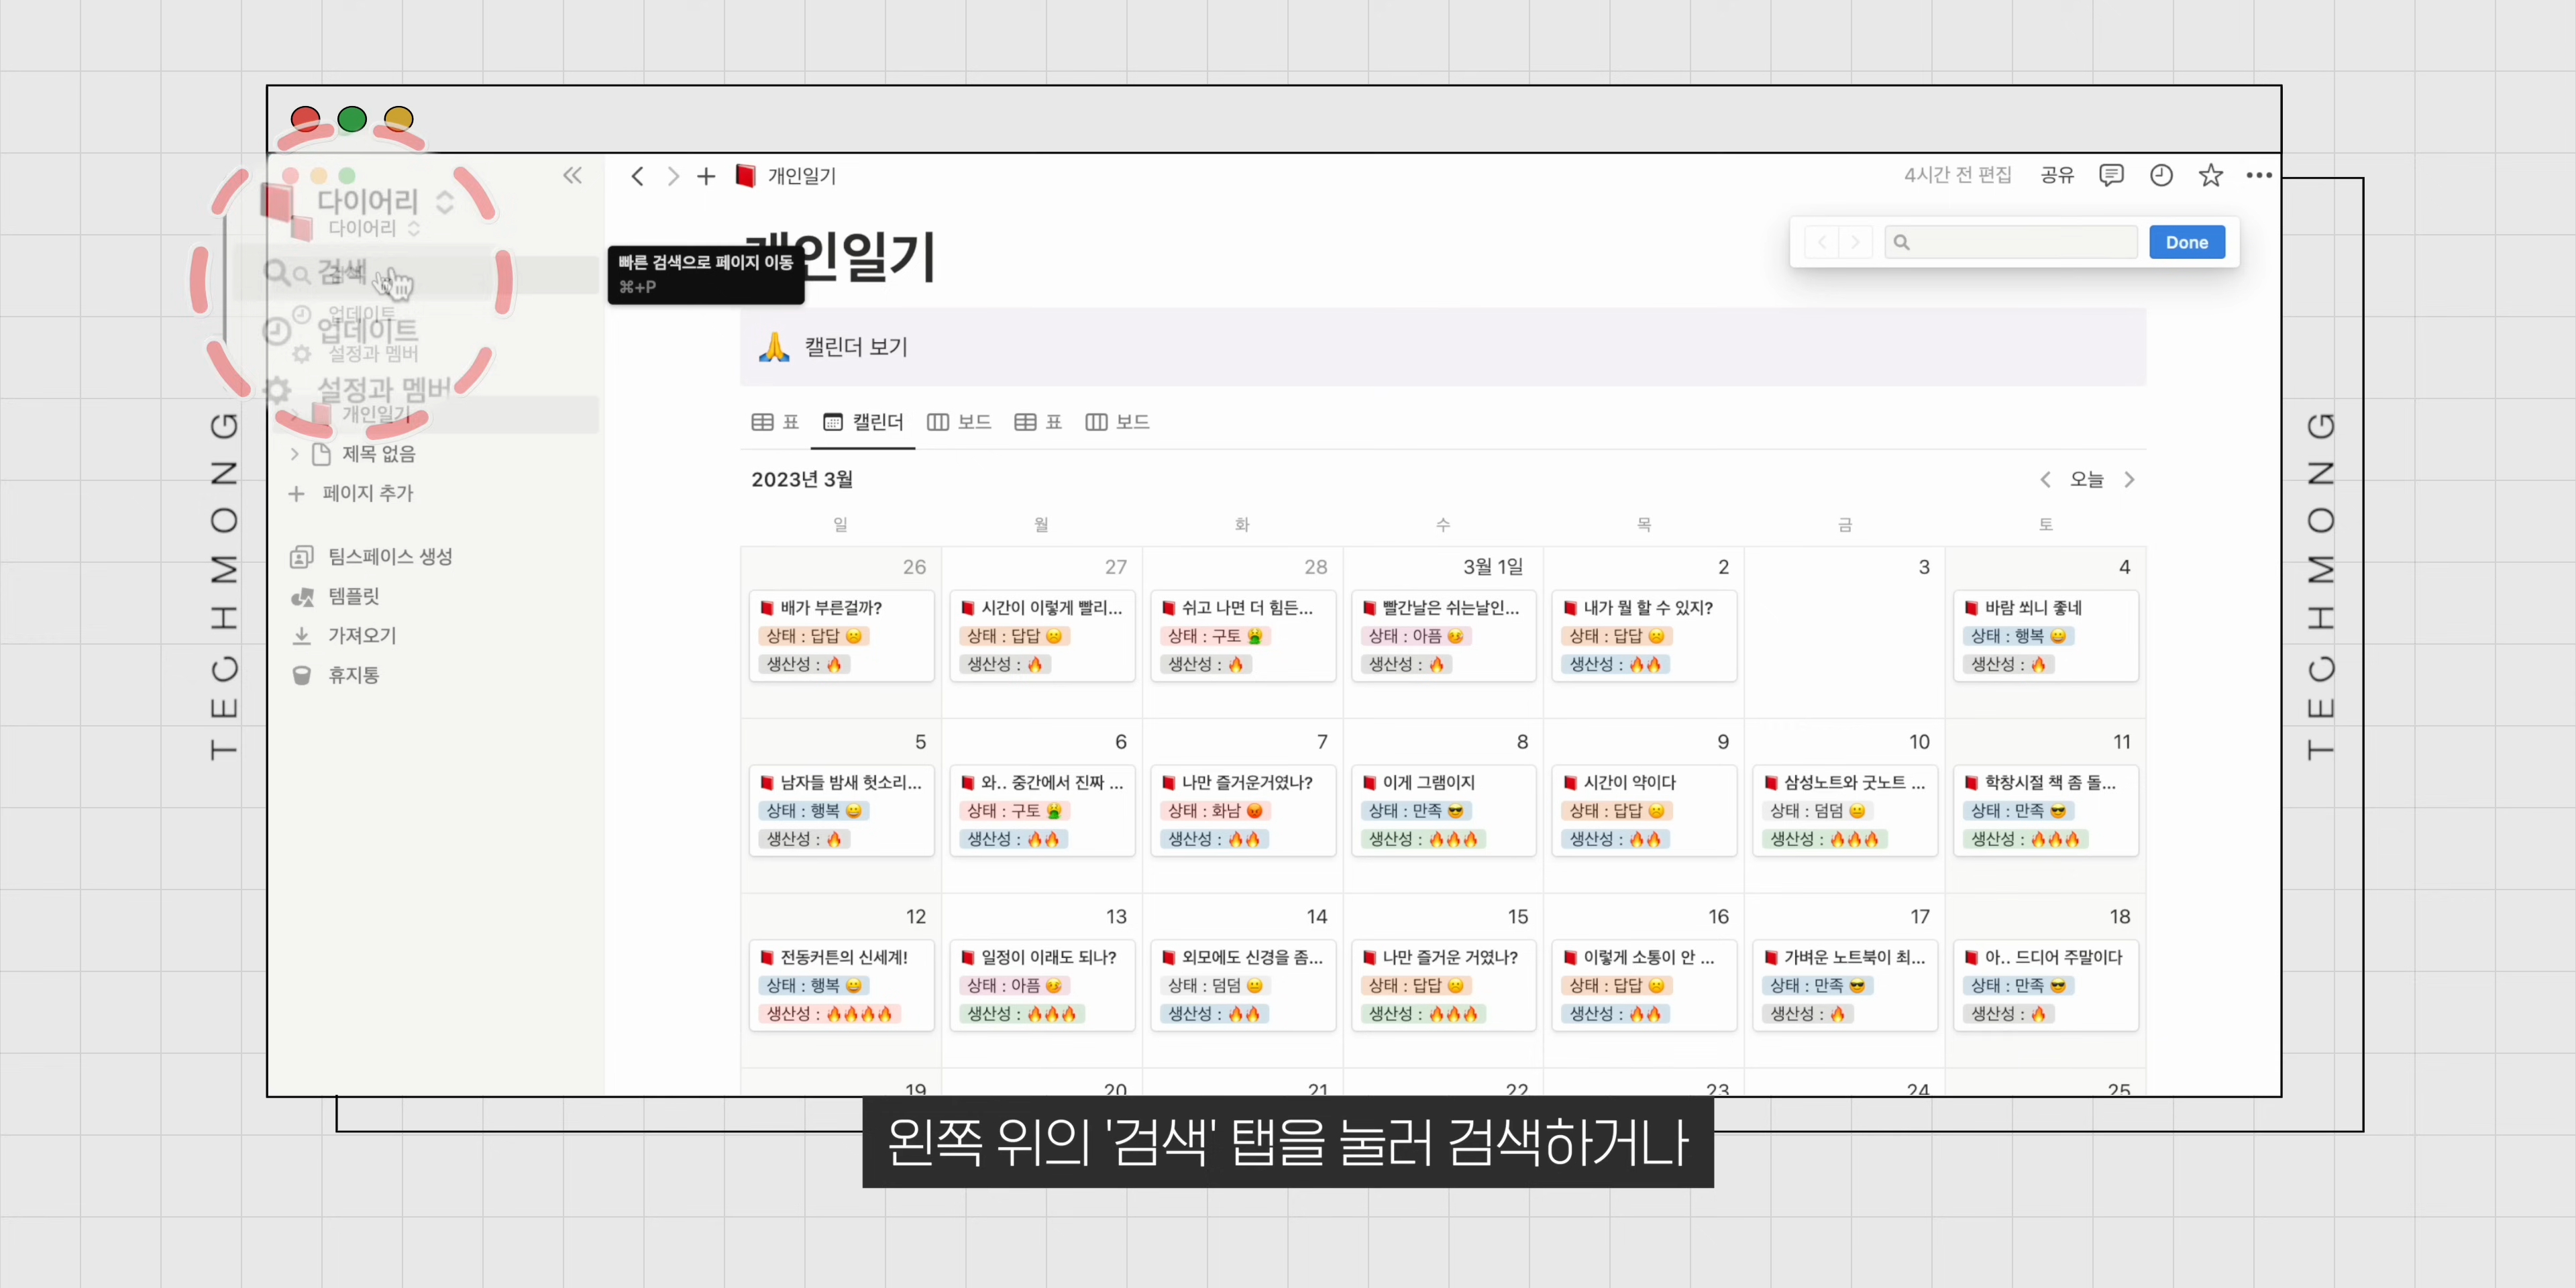 다이어리
다이어리
검색
검색
업데이트
업데이트
설정과 멤버
설정과 멤버
개인일기
제목 없음
페이지 추가
팀스페이스 생성
템플릿
가져오기
휴지통
개인일기
4시간 전 편집 공유
Done
개인일기
빠른 검색으로 페이지 이동
⌘+P
캘린더 보기
표 캘린더 보드 표 보드
2023년 3월
오늘
일 월 화 수 목 금 토
26 27 28 3월 1일 2 3 4
배가 부른걸까? 시간이 이렇게 빨리... 쉬고 나면 더 힘든... 빨간날은 쉬는날인... 내가 뭘 할 수 있지? 바람 쐬니 좋네
상태 : 답답 상태 : 답답 상태 : 구토 상태 : 아픔 상태 : 답답 상태 : 행복
생산성 : 🔥 생산성 : 🔥 생산성 : 🔥 생산성 : 🔥 생산성 : 🔥🔥 생산성 : 🔥
5 6 7 8 9 10 11
남자들 밤새 헛소리... 와.. 중간에서 진짜 ... 나만 즐거운거였나? 이게 그램이지 시간이 약이다 삼성노트와 굿노트 ... 학창시절 책 좀 돌...
상태 : 행복 상태 : 구토 상태 : 화남 상태 : 만족 상태 : 답답 상태 : 덤덤 상태 : 만족
생산성 : 🔥 생산성 : 🔥🔥 생산성 : 🔥🔥 생산성 : 🔥🔥🔥 생산성 : 🔥🔥 생산성 : 🔥🔥🔥 생산성 : 🔥🔥🔥
12 13 14 15 16 17 18
전동커튼의 신세계! 일정이 이래도 되나? 외모에도 신경을 좀... 나만 즐거운 거였나? 이렇게 소통이 안 ... 가벼운 노트북이 최... 아.. 드디어 주말이다
상태 : 행복 상태 : 아픔 상태 : 덤덤 상태 : 답답 상태 : 답답 상태 : 만족 상태 : 만족
생산성 : 🔥🔥🔥🔥 생산성 : 🔥🔥🔥 생산성 : 🔥🔥 생산성 : 🔥🔥🔥 생산성 : 🔥🔥 생산성 : 🔥 생산성 : 🔥
19 20 21 22 23 24 25
왼쪽 위의 '검색' 탭을 눌러 검색하거나
TECHMONG
TECHMONG